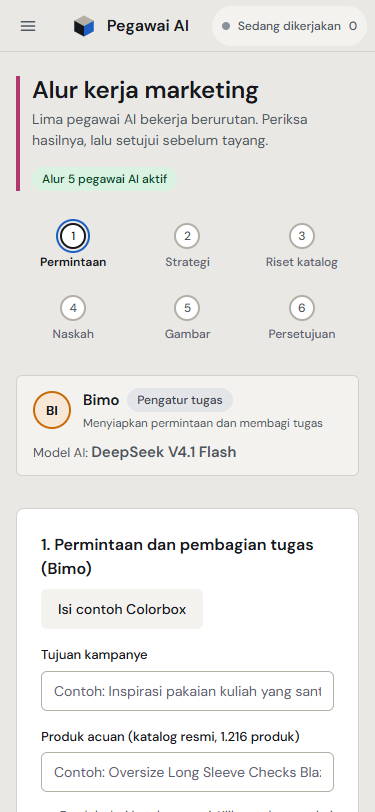 Pegawai AI
Sedang dikerjakan 0
Alur kerja marketing
Lima pegawai AI bekerja berurutan. Periksa
hasilnya, lalu setujui sebelum tayang.
Alur 5 pegawai AI aktif
1 2 3
Permintaan Strategi Riset katalog
4 5 6
Naskah Gambar Persetujuan
BI
Bimo Pengatur tugas
Menyiapkan permintaan dan membagi tugas
Model AI: DeepSeek V4.1 Flash
1. Permintaan dan pembagian tugas
(Bimo)
Isi contoh Colorbox
Tujuan kampanye
Contoh: Inspirasi pakaian kuliah yang sant
Produk acuan (katalog resmi, 1.216 produk)
Contoh: Oversize Long Sleeve Checks Bla